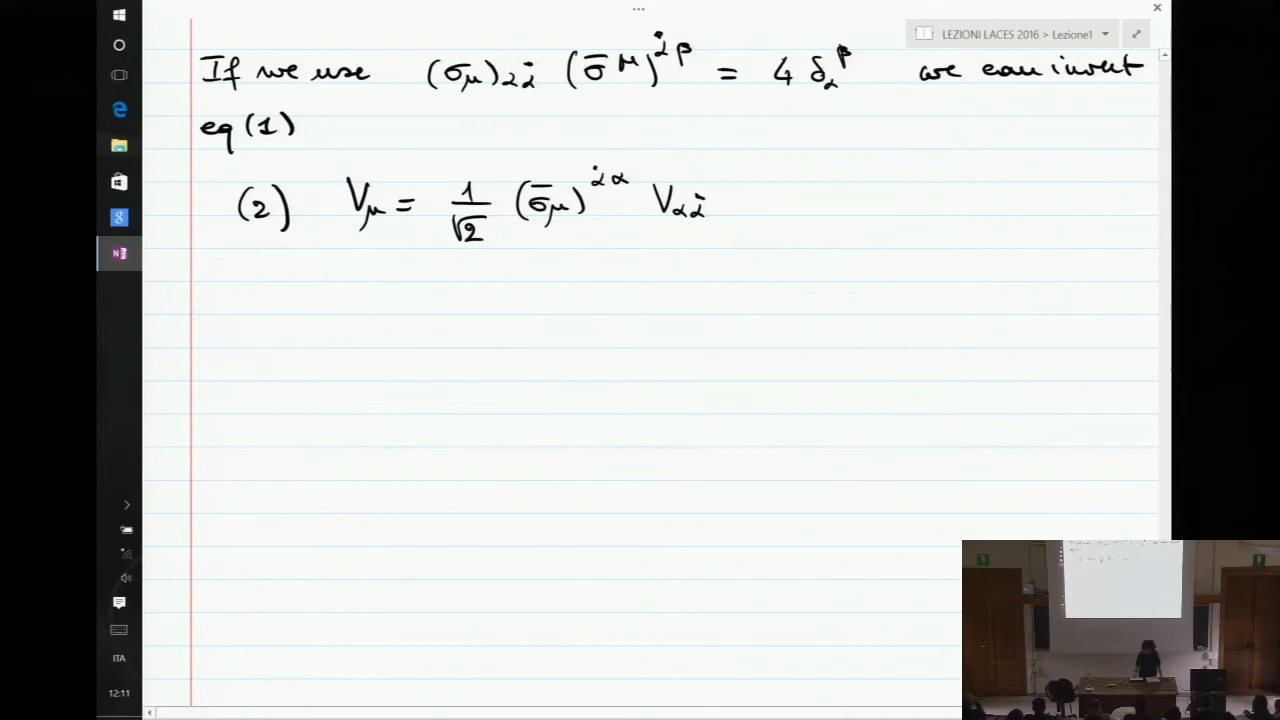 LEZIONI LACES 2016 > Lezione1
If we use (σμ)αα̇ (σ̄^μ)^α̇β = 4 δα^β we can invert
eq (1)
(2) Vμ = 1/√2 (σ̄μ)^α̇α Vαα̇
ITA
12:11